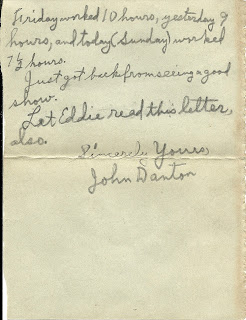 Friday worked 10 hours, yesterday 9
hours, and today (Sunday) worked
7½ hours.
Just got back from seeing a good
show.
Let Eddie read this letter,
also.
Sincerely Yours,
John Danton